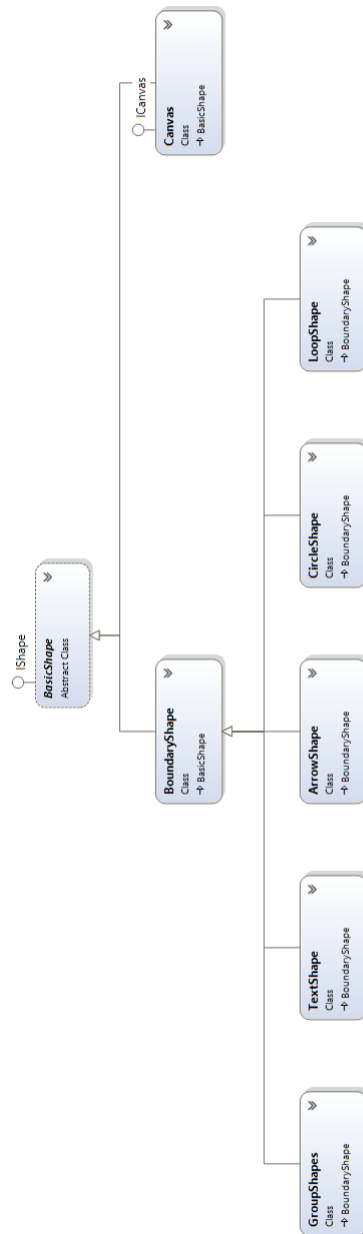 IShape
BasicShape
Abstract Class
ICanvas
BoundaryShape
Class
BasicShape
Canvas
Class
BasicShape
GroupShapes
Class
BoundaryShape
TextShape
Class
BoundaryShape
ArrowShape
Class
BoundaryShape
CircleShape
Class
BoundaryShape
LoopShape
Class
BoundaryShape